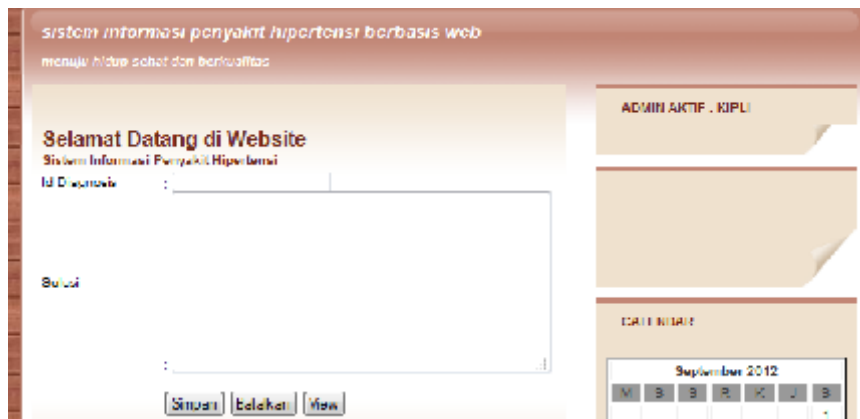 sistem informasi penyakit hipertensi berbasis web
menuju hidup sehat dan berkualitas
Selamat Datang di Website
Sistem Informasi Penyakit Hipertensi
Id Diagnosis :
Solusi
:
Simpan Batalkan View
ADMIN AKTIF : KIPLI
CALENDAR
September 2012
M S S R K J S
1